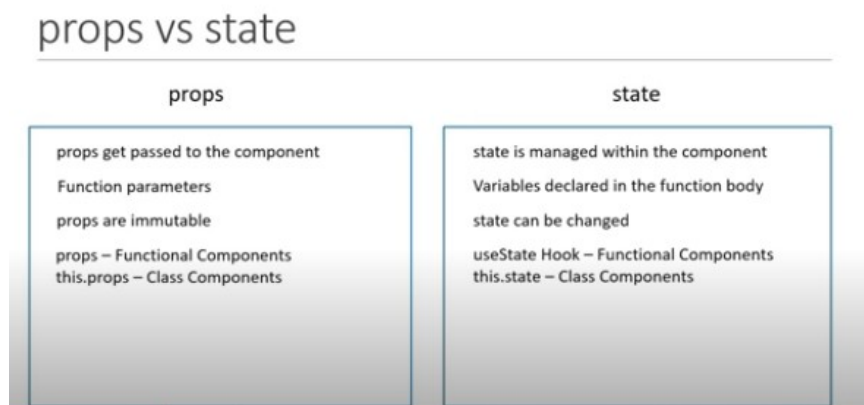 props vs state
props
props get passed to the component
Function parameters
props are immutable
props – Functional Components
this.props – Class Components
state
state is managed within the component
Variables declared in the function body
state can be changed
useState Hook – Functional Components
this.state – Class Components